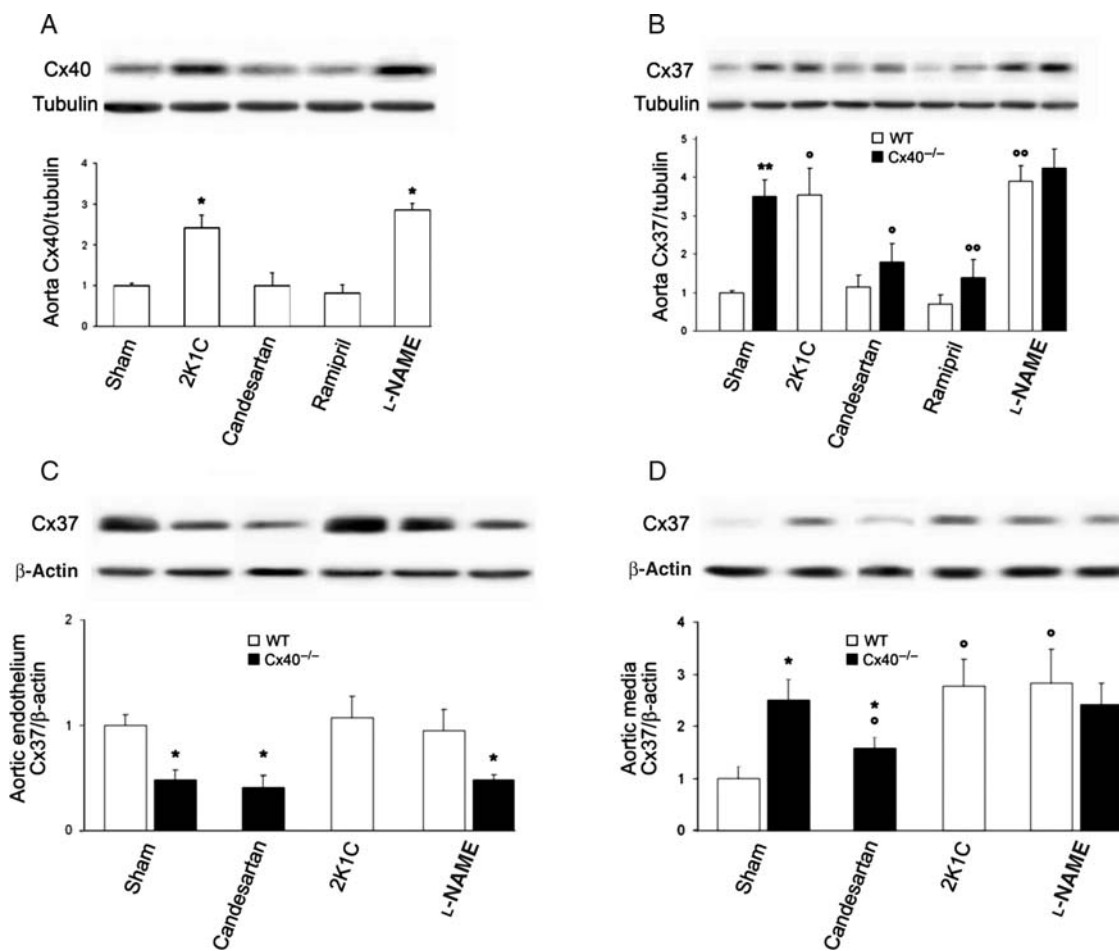 A
Cx40
Tubulin
Aorta Cx40/tubulin
4
3
2
1
0
*
*
Sham
2K1C
Candesartan
Ramipril
L-NAME
B
Cx37
Tubulin
Aorta Cx37/tubulin
5
4
3
2
1
0
WT
Cx40–/–
**
°
°
°°
°°
Sham
2K1C
Candesartan
Ramipril
L-NAME
C
Cx37
β-Actin
Aortic endothelium
Cx37/β-actin
2
1
0
WT
Cx40–/–
*
*
*
Sham
Candesartan
2K1C
L-NAME
D
Cx37
β-Actin
Aortic media
Cx37/β-actin
4
3
2
1
0
WT
Cx40–/–
*
*
°
°
°
Sham
Candesartan
2K1C
L-NAME